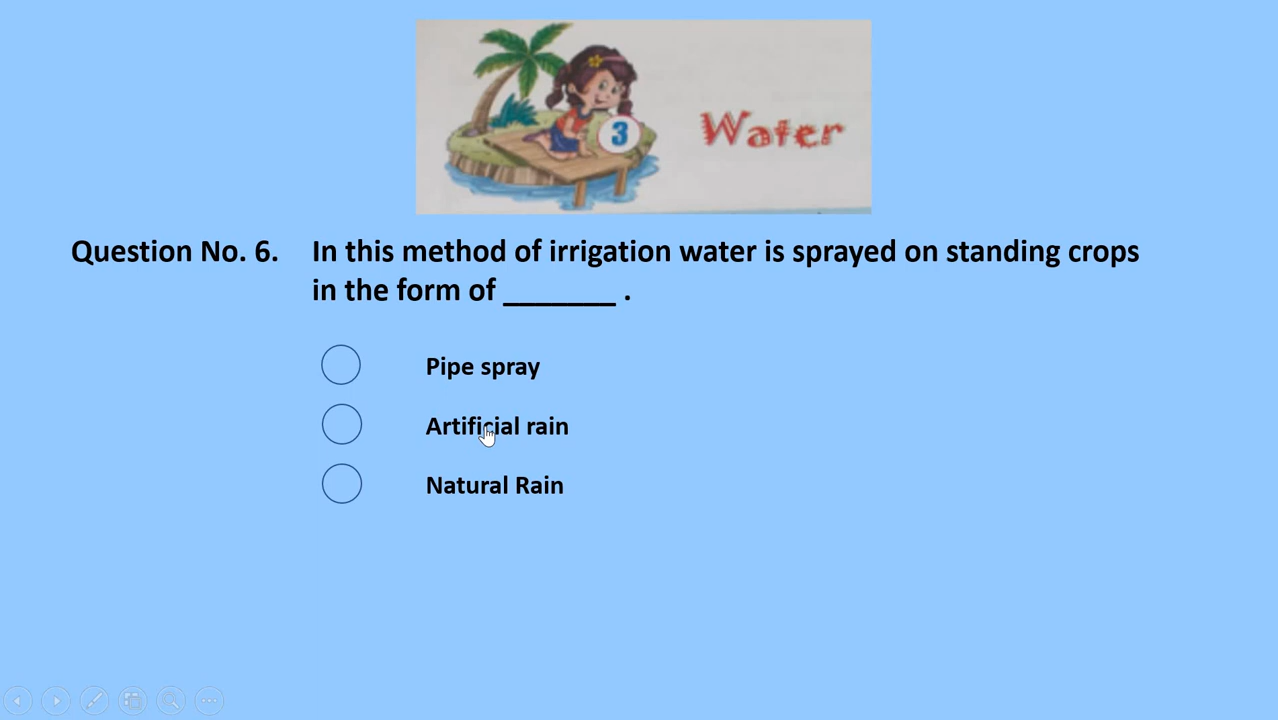 3
Water
Question No. 6. In this method of irrigation water is sprayed on standing crops
in the form of _______ .
Pipe spray
Artificial rain
Natural Rain